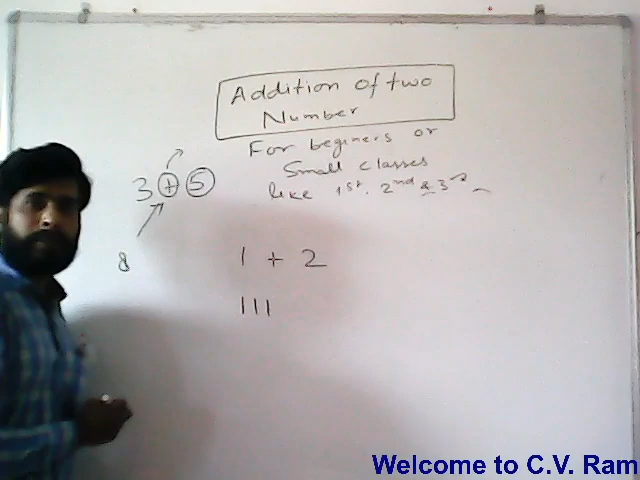 Addition of two
Number
For beginers or
Small classes
like 1st, 2nd & 3rd
3 + 5
8
1 + 2
111
Welcome to C.V. Ram